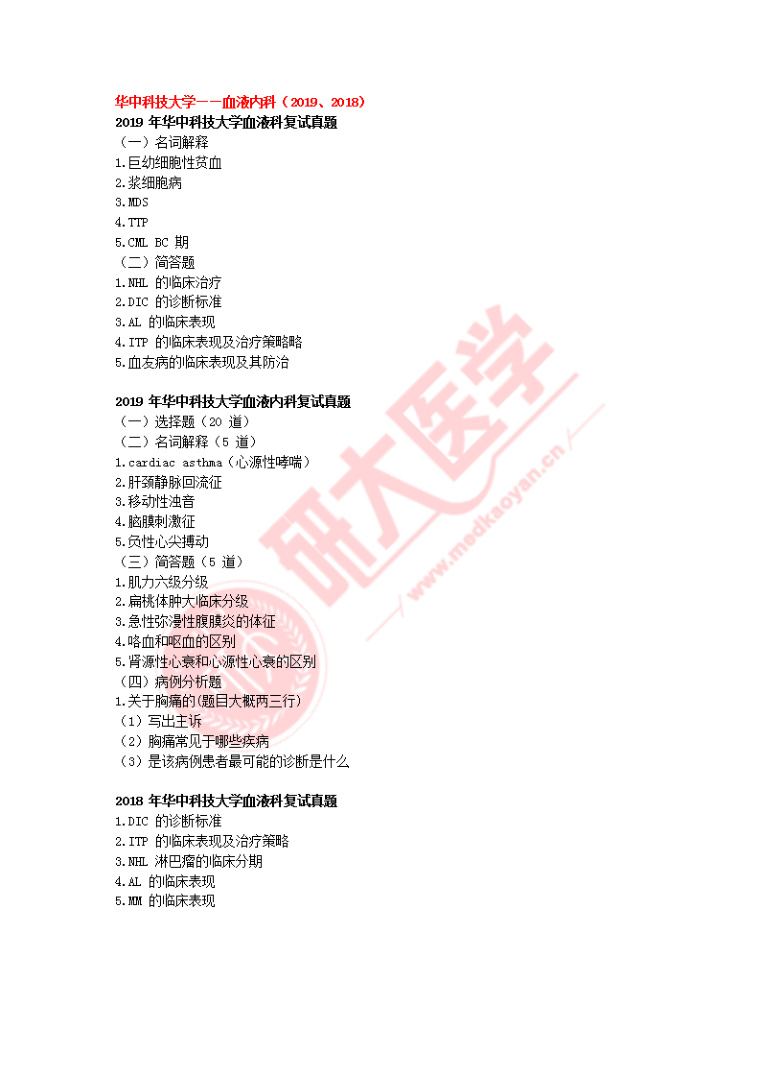 华中科技大学——血液内科（2019、2018）
2019 年华中科技大学血液科复试真题
（一）名词解释
1.巨幼细胞性贫血
2.浆细胞病
3.MDS
4.TTP
5.CML BC 期
（二）简答题
1.NHL 的临床治疗
2.DIC 的诊断标准
3.AL 的临床表现
4.ITP 的临床表现及治疗策略略
5.血友病的临床表现及其防治
2019 年华中科技大学血液内科复试真题
（一）选择题（20 道）
（二）名词解释（5 道）
1.cardiac asthma（心源性哮喘）
2.肝颈静脉回流征
3.移动性浊音
4.脑膜刺激征
5.负性心尖搏动
（三）简答题（5 道）
1.肌力六级分级
2.扁桃体肿大临床分级
3.急性弥漫性腹膜炎的体征
4.咯血和呕血的区别
5.肾源性心衰和心源性心衰的区别
（四）病例分析题
1.关于胸痛的(题目大概两三行)
（1）写出主诉
（2）胸痛常见于哪些疾病
（3）是该病例患者最可能的诊断是什么
2018 年华中科技大学血液科复试真题
1.DIC 的诊断标准
2.ITP 的临床表现及治疗策略
3.NHL 淋巴瘤的临床分期
4.AL 的临床表现
5.MM 的临床表现
研大医学
www.medkaoyan.cn